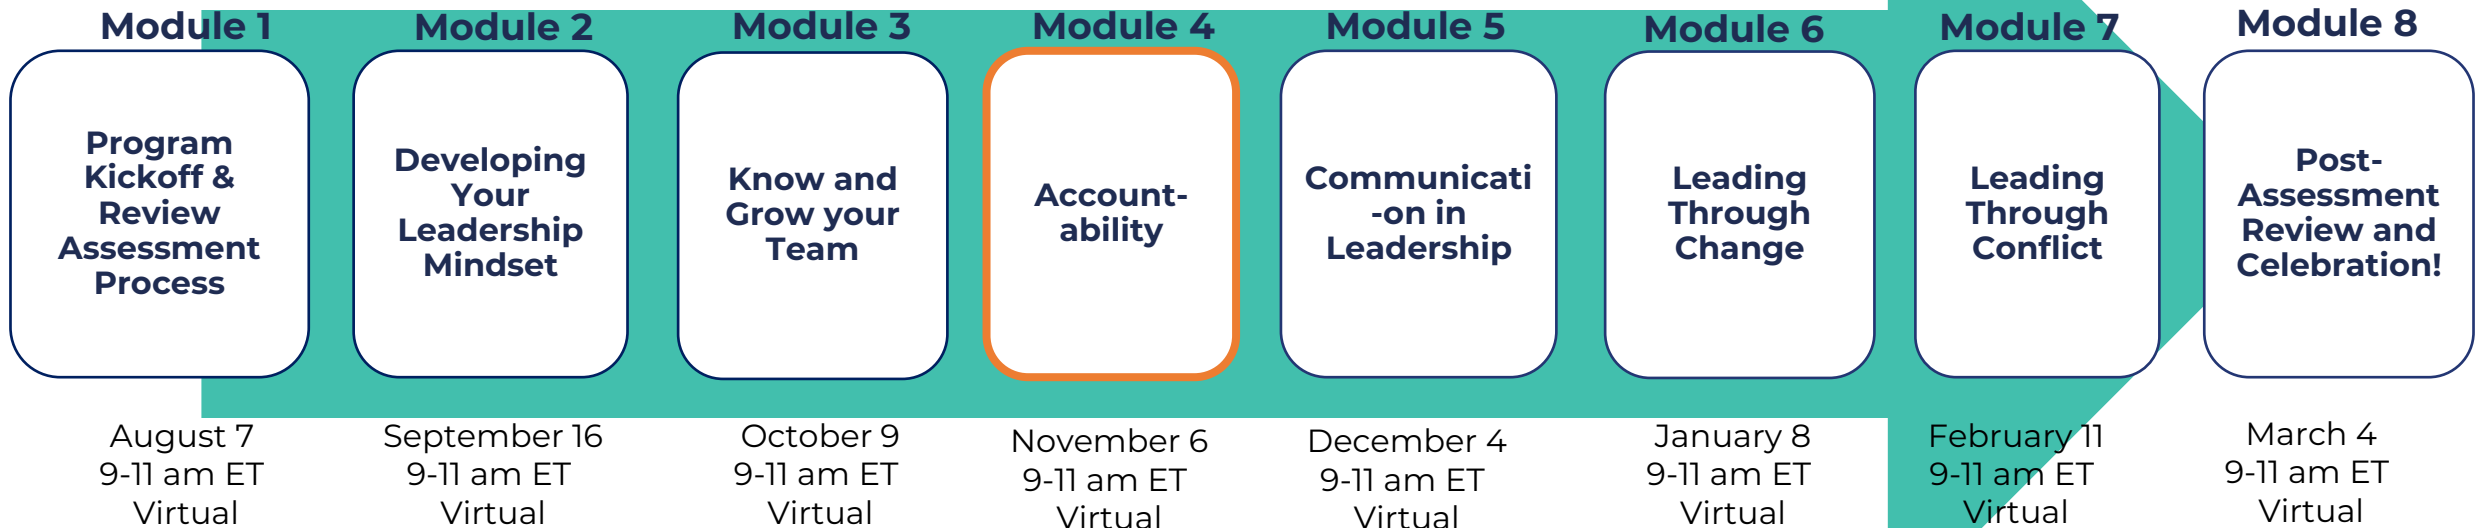 Module 1
Program
Kickoff &
Review
Assessment
Process
August 7
9-11 am ET
Virtual
Module 2
Developing
Your
Leadership
Mindset
September 16
9-11 am ET
Virtual
Module 3
Know and
Grow your
Team
October 9
9-11 am ET
Virtual
Module 4
Account-
ability
November 6
9-11 am ET
Virtual
Module 5
Communicati
-on in
Leadership
December 4
9-11 am ET
Virtual
Module 6
Leading
Through
Change
January 8
9-11 am ET
Virtual
Module 7
Leading
Through
Conflict
February 11
9-11 am ET
Virtual
Module 8
Post-
Assessment
Review and
Celebration!
March 4
9-11 am ET
Virtual